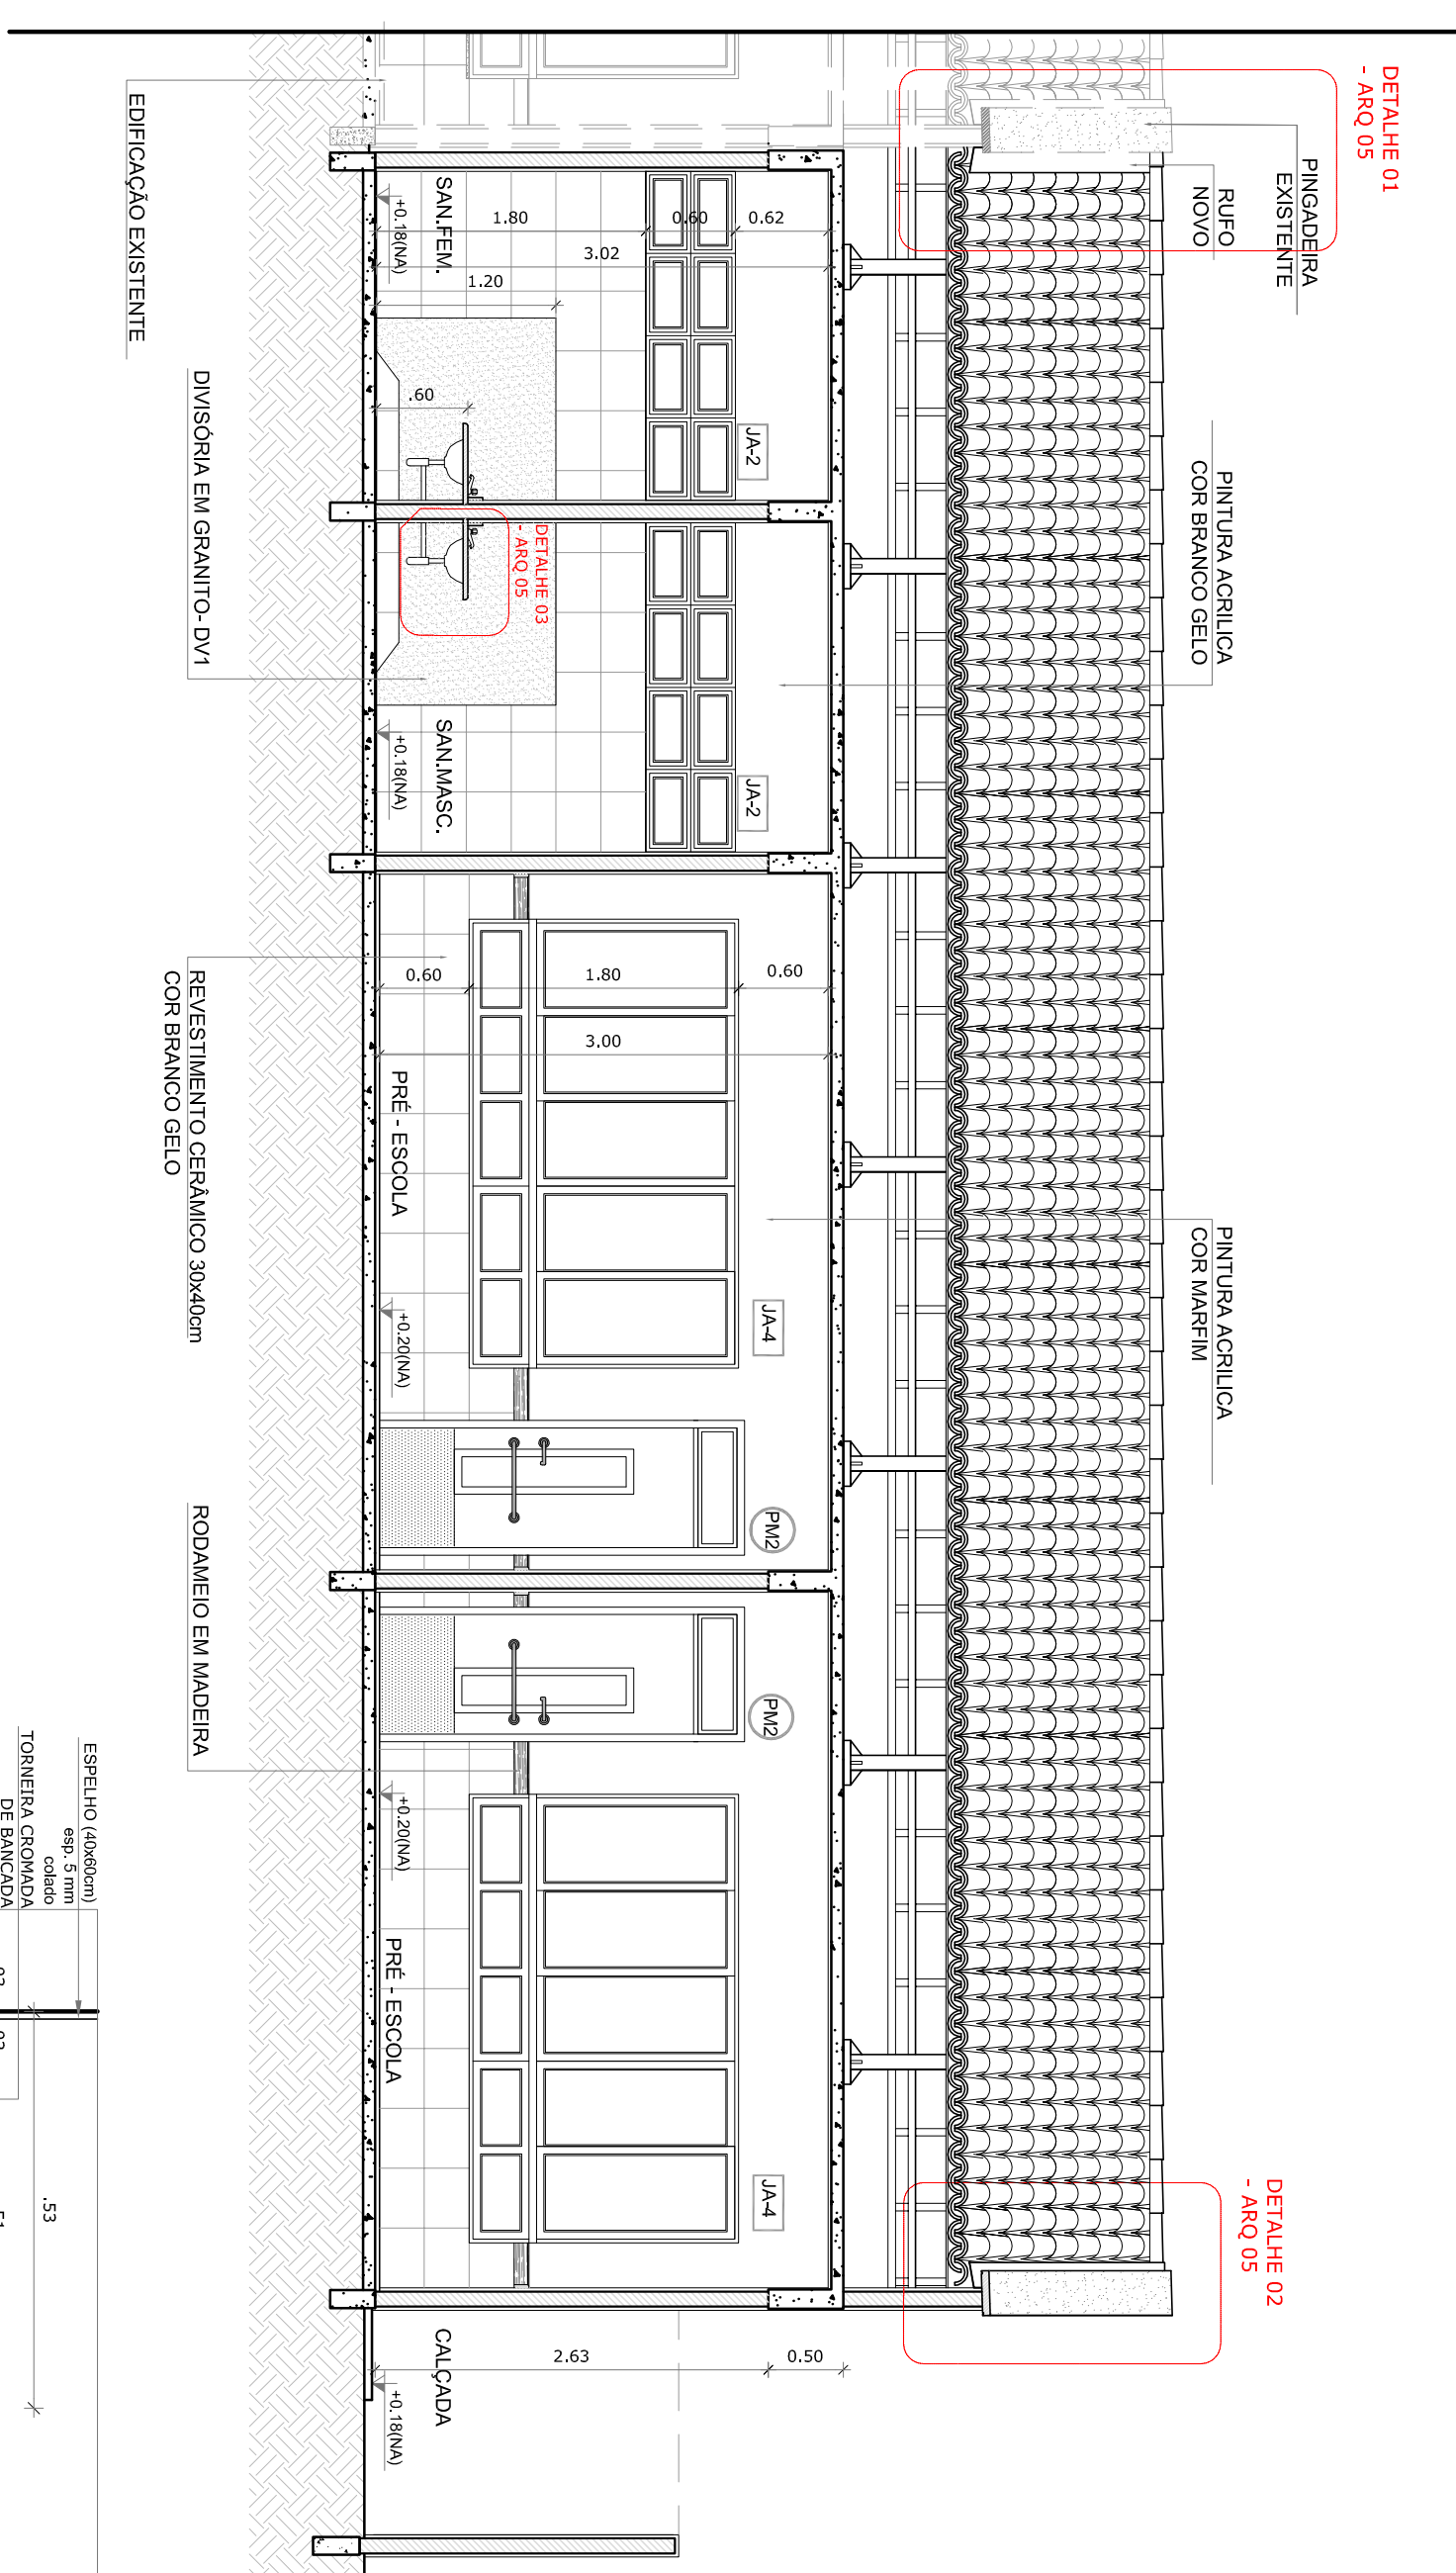 DETALHE 01
- ARQ 05
PINGADEIRA
EXISTENTE
RUFO
NOVO
PINTURA ACRILICA
COR BRANCO GELO
PINTURA ACRILICA
COR MARFIM
DETALHE 02
- ARQ 05
JA-2
JA-2
JA-4
PM2
PM2
JA-4
0.62
0.60
1.80
3.02
1.20
.60
DETALHE 03
- ARQ 05
0.60
1.80
0.60
3.00
0.50
2.63
SAN.FEM.
+0.18(NA)
SAN.MASC.
+0.18(NA)
PRÉ - ESCOLA
+0.20(NA)
+0.20(NA)
PRÉ - ESCOLA
CALÇADA
+0.18(NA)
EDIFICAÇÃO EXISTENTE
DIVISÓRIA EM GRANITO- DV1
REVESTIMENTO CERÂMICO 30x40cm
COR BRANCO GELO
RODAMEIO EM MADEIRA
ESPELHO (40x60cm)
esp. 5 mm
colado
TORNEIRA CROMADA
DE BANCADA
.53